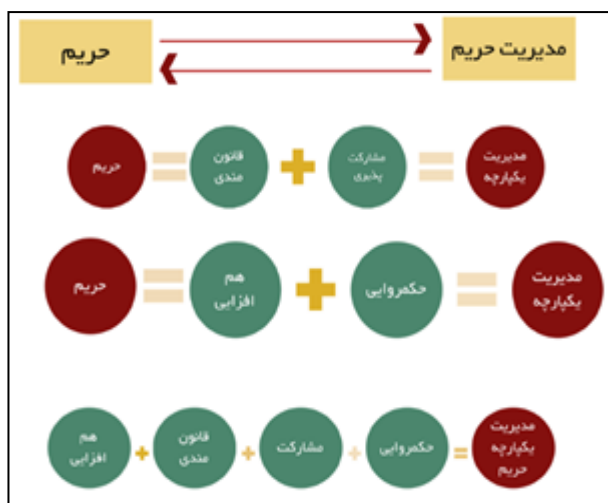 مدیریت حریم
حریم
مدیریت
یکپارچه
=
مشارکت
پذیری
+
قانون
مندی
=
حریم
مدیریت
یکپارچه
=
حکمروایی
+
هم
افزایی
=
حریم
مدیریت
یکپارچه
حریم
=
حکمروایی
+
مشارکت
+
قانون
مندی
+
هم
افزایی